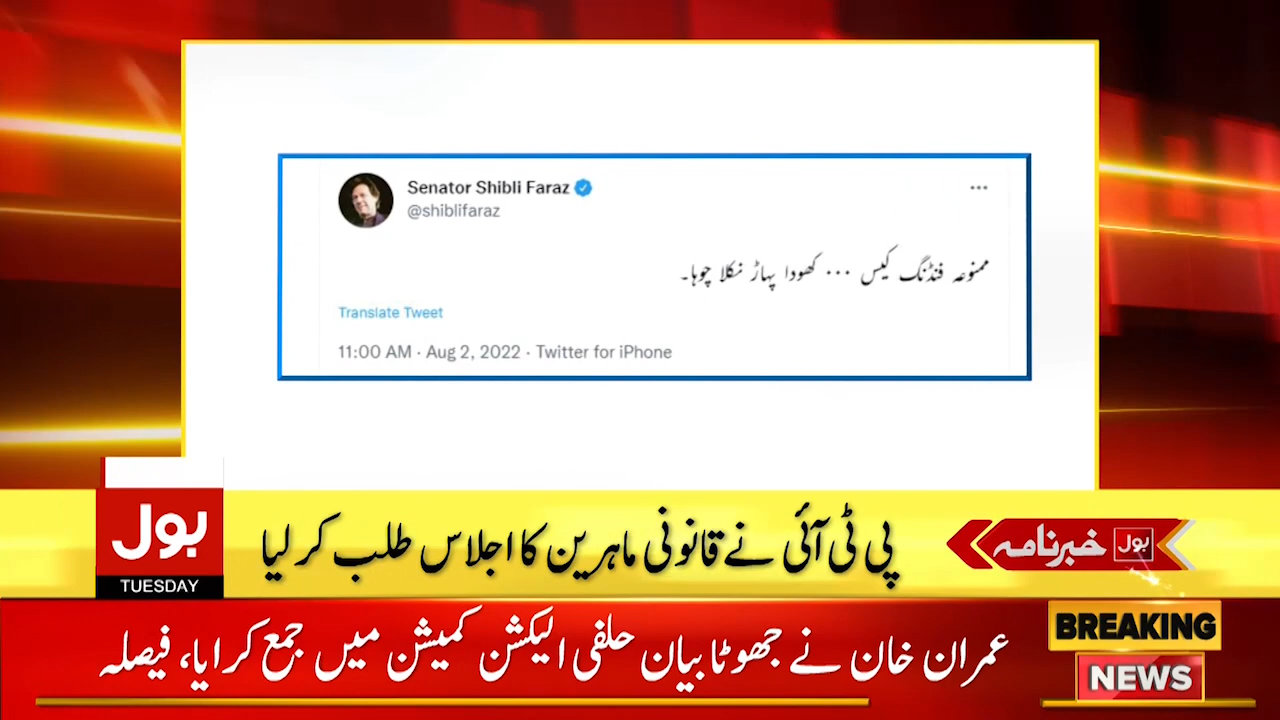 Senator Shibli Faraz
@shiblifaraz
ممنوعہ فنڈنگ کیس ... کھودا پہاڑ نکلا چوہا۔
Translate Tweet
11:00 AM · Aug 2, 2022 · Twitter for iPhone
بول
TUESDAY
پی ٹی آئی نے قانونی ماہرین کا اجلاس طلب کر لیا
بول خبرنامہ
عمران خان نے جھوٹا بیان حلفی الیکشن کمیشن میں جمع کرایا، فیصلہ
BREAKING
NEWS